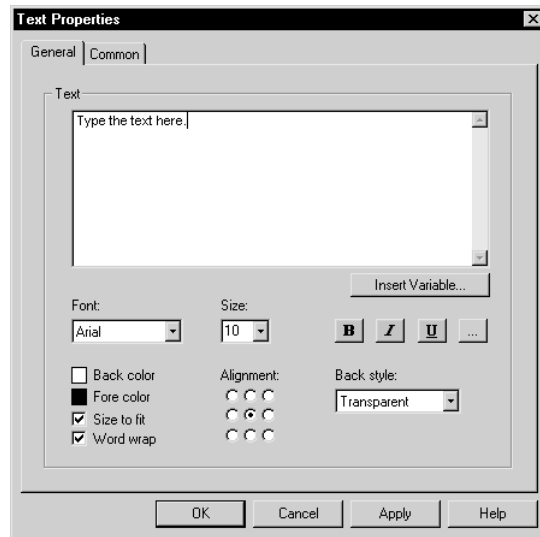 Text Properties
General Common
Text
Type the text here.
Insert Variable...
Font: Size:
Arial 10 B I U ...
Back color Alignment: Back style:
Fore color Transparent
Size to fit
Word wrap
OK Cancel Apply Help